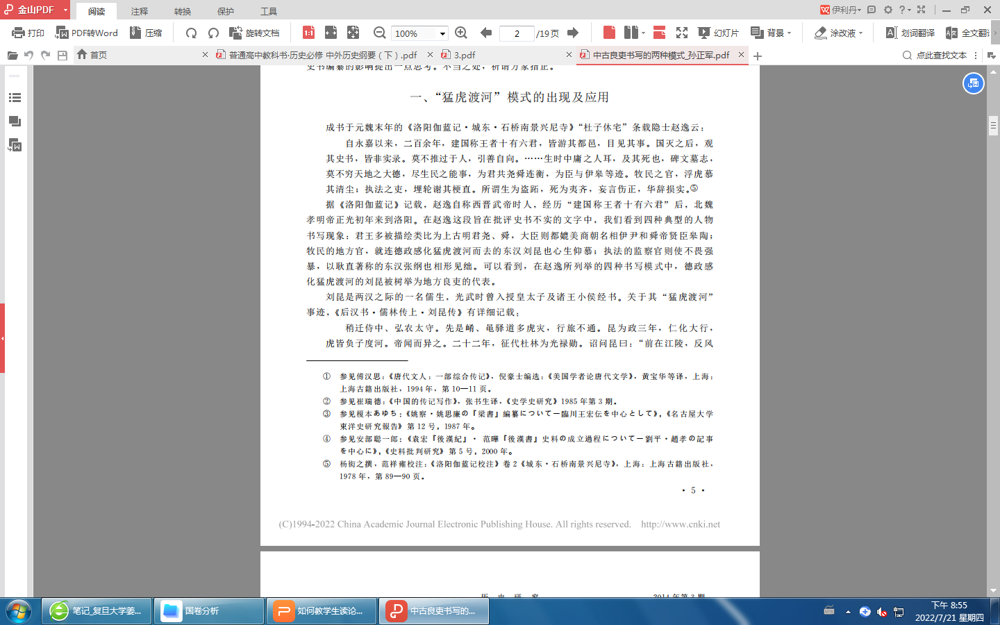 金山PDF
阅读
注释
转换
保护
工具
伊利丹
打印
PDF转Word
压缩
旋转文档
1:1
100%
2
/19页
幻灯片
背景
涂改液
划词翻译
全文翻译
首页
普通高中教科书·历史必修 中外历史纲要（下）.pdf
3.pdf
中古良吏书写的两种模式_孙正军.pdf
点此查找文本
史书编纂的影响提出一点思考。不当之处，祈请方家指正。
一、“猛虎渡河”模式的出现及应用
成书于元魏末年的《洛阳伽蓝记·城东·石桥南景兴尼寺》“杜子休宅”条载隐士赵逸云：
自永嘉以来，二百余年，建国称王者十有六君，皆游其都邑，目见其事。国灭之后，观
其史书，皆非实录。莫不推过于人，引善自向。……生时中庸之人耳，及其死也，碑文墓志，
莫不穷天地之大德，尽生民之能事，为君共尧舜连衡，为臣与伊皋等迹。牧民之官，浮虎慕
其清尘；执法之吏，埋轮谢其梗直。所谓生为盗跖，死为夷齐，妄言伤正，华辞损实。⑤
据《洛阳伽蓝记》记载，赵逸自称西晋武帝时人，经历“建国称王者十有六君”后，北魏
孝明帝正光初年来到洛阳。在赵逸这段旨在批评史书不实的文字中，我们看到四种典型的人物
书写现象：君王多被描绘类比为上古明君尧、舜，大臣则都媲美商朝名相伊尹和舜帝贤臣皋陶；
牧民的地方官，就连德政感化猛虎渡河而去的东汉刘昆也心生仰慕；执法的监察官则使不畏强
暴，以耿直著称的东汉张纲也相形见绌。可以看到，在赵逸所列举的四种书写模式中，德政感
化猛虎渡河的刘昆被树举为地方良吏的代表。
刘昆是两汉之际的一名儒生，光武时曾入授皇太子及诸王小侯经书。关于其“猛虎渡河”
事迹，《后汉书·儒林传上·刘昆传》有详细记载：
稍迁侍中、弘农太守。先是崤、黾驿道多虎灾，行旅不通。昆为政三年，仁化大行，
虎皆负子度河。帝闻而异之。二十二年，征代杜林为光禄勋。诏问昆曰：“前在江陵，反风
① 参见傅汉思：《唐代文人：一部综合传记》，倪豪士编选：《美国学者论唐代文学》，黄宝华等译，上海：
上海古籍出版社，1994年，第10—11页。
② 参见崔瑞德：《中国的传记写作》，张书生译，《史学史研究》1985年第3期。
③ 参见榎本あゆち：《姚察·姚思廉の『梁書』編纂について—臨川王宏伝を中心として》，《名古屋大学
東洋史研究報告》第12号，1987年。
④ 参见安部聪一郎：《袁宏『後漢紀』· 范曄『後漢書』史料の成立過程について—劉平·趙孝の記事
を中心に》，《史料批判研究》第5号，2000年。
⑤ 杨衒之撰，范祥雍校注：《洛阳伽蓝记校注》卷2《城东·石桥南景兴尼寺》，上海：上海古籍出版社，
1978年，第89—90页。
· 5 ·
(C)1994-2022 China Academic Journal Electronic Publishing House. All rights reserved. http://www.cnki.net
历 史 研 究
2014年第3期
笔记_复旦大学姜...
国卷分析
如何教学生读论...
中古良吏书写的...
下午 8:55
2022/7/21 星期四